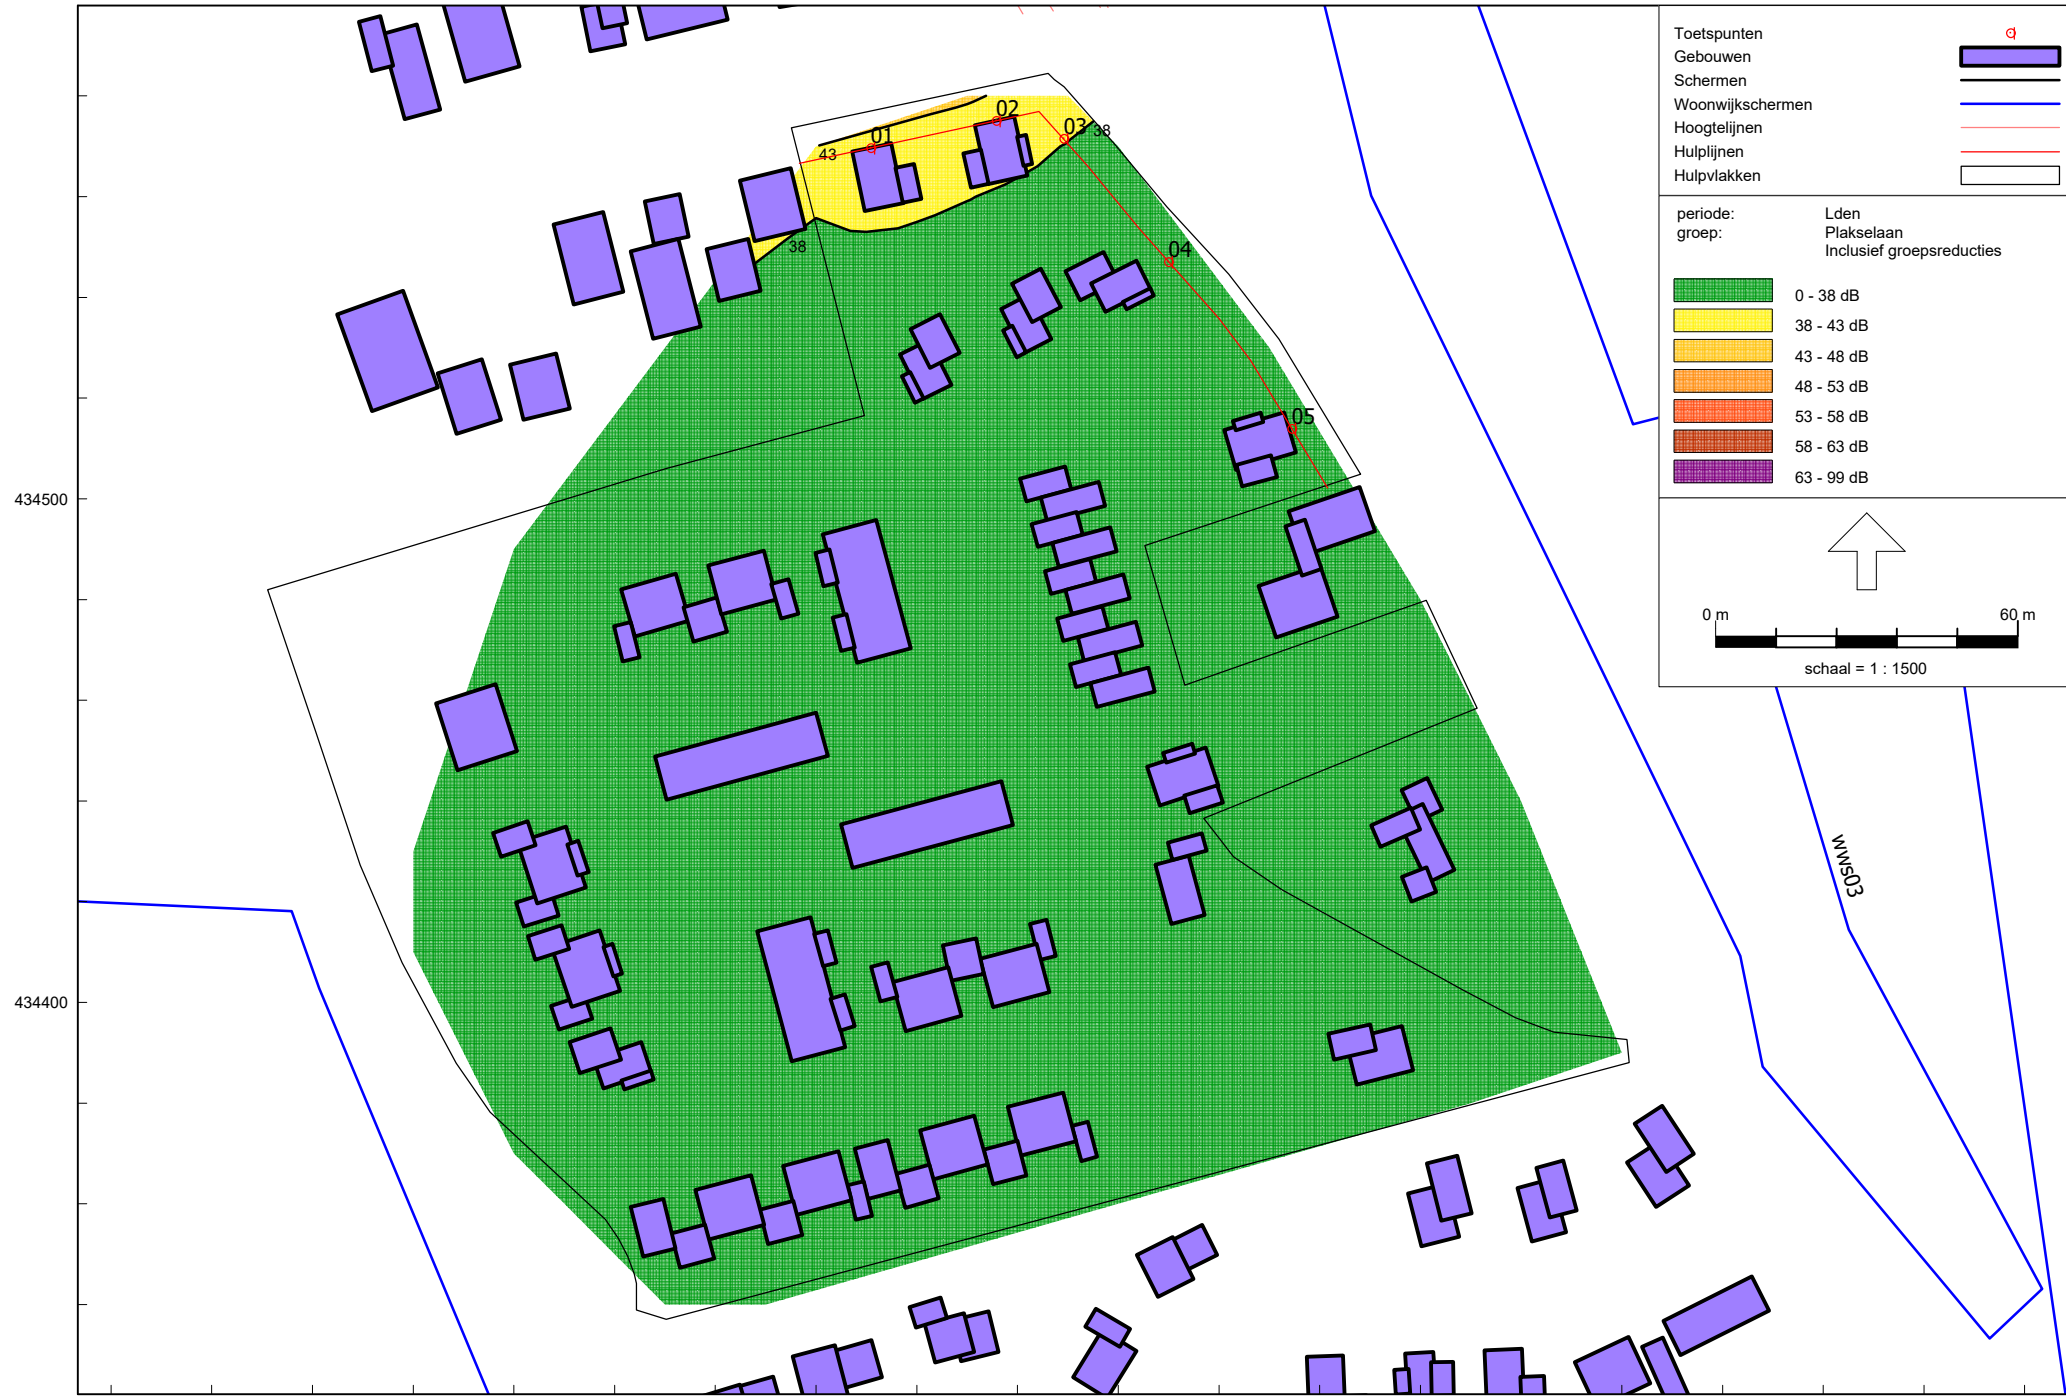 Toetspunten
Gebouwen
Schermen
Woonwijkschermen
Hoogtelijnen
Hulplijnen
Hulpvlakken
periode: Lden
groep: Plakselaan
Inclusief groepsreducties
0 - 38 dB
38 - 43 dB
43 - 48 dB
48 - 53 dB
53 - 58 dB
58 - 63 dB
63 - 99 dB
0 m 60 m
schaal = 1 : 1500
02
01
03
38
43
38
04
05
434500
wws03
434400